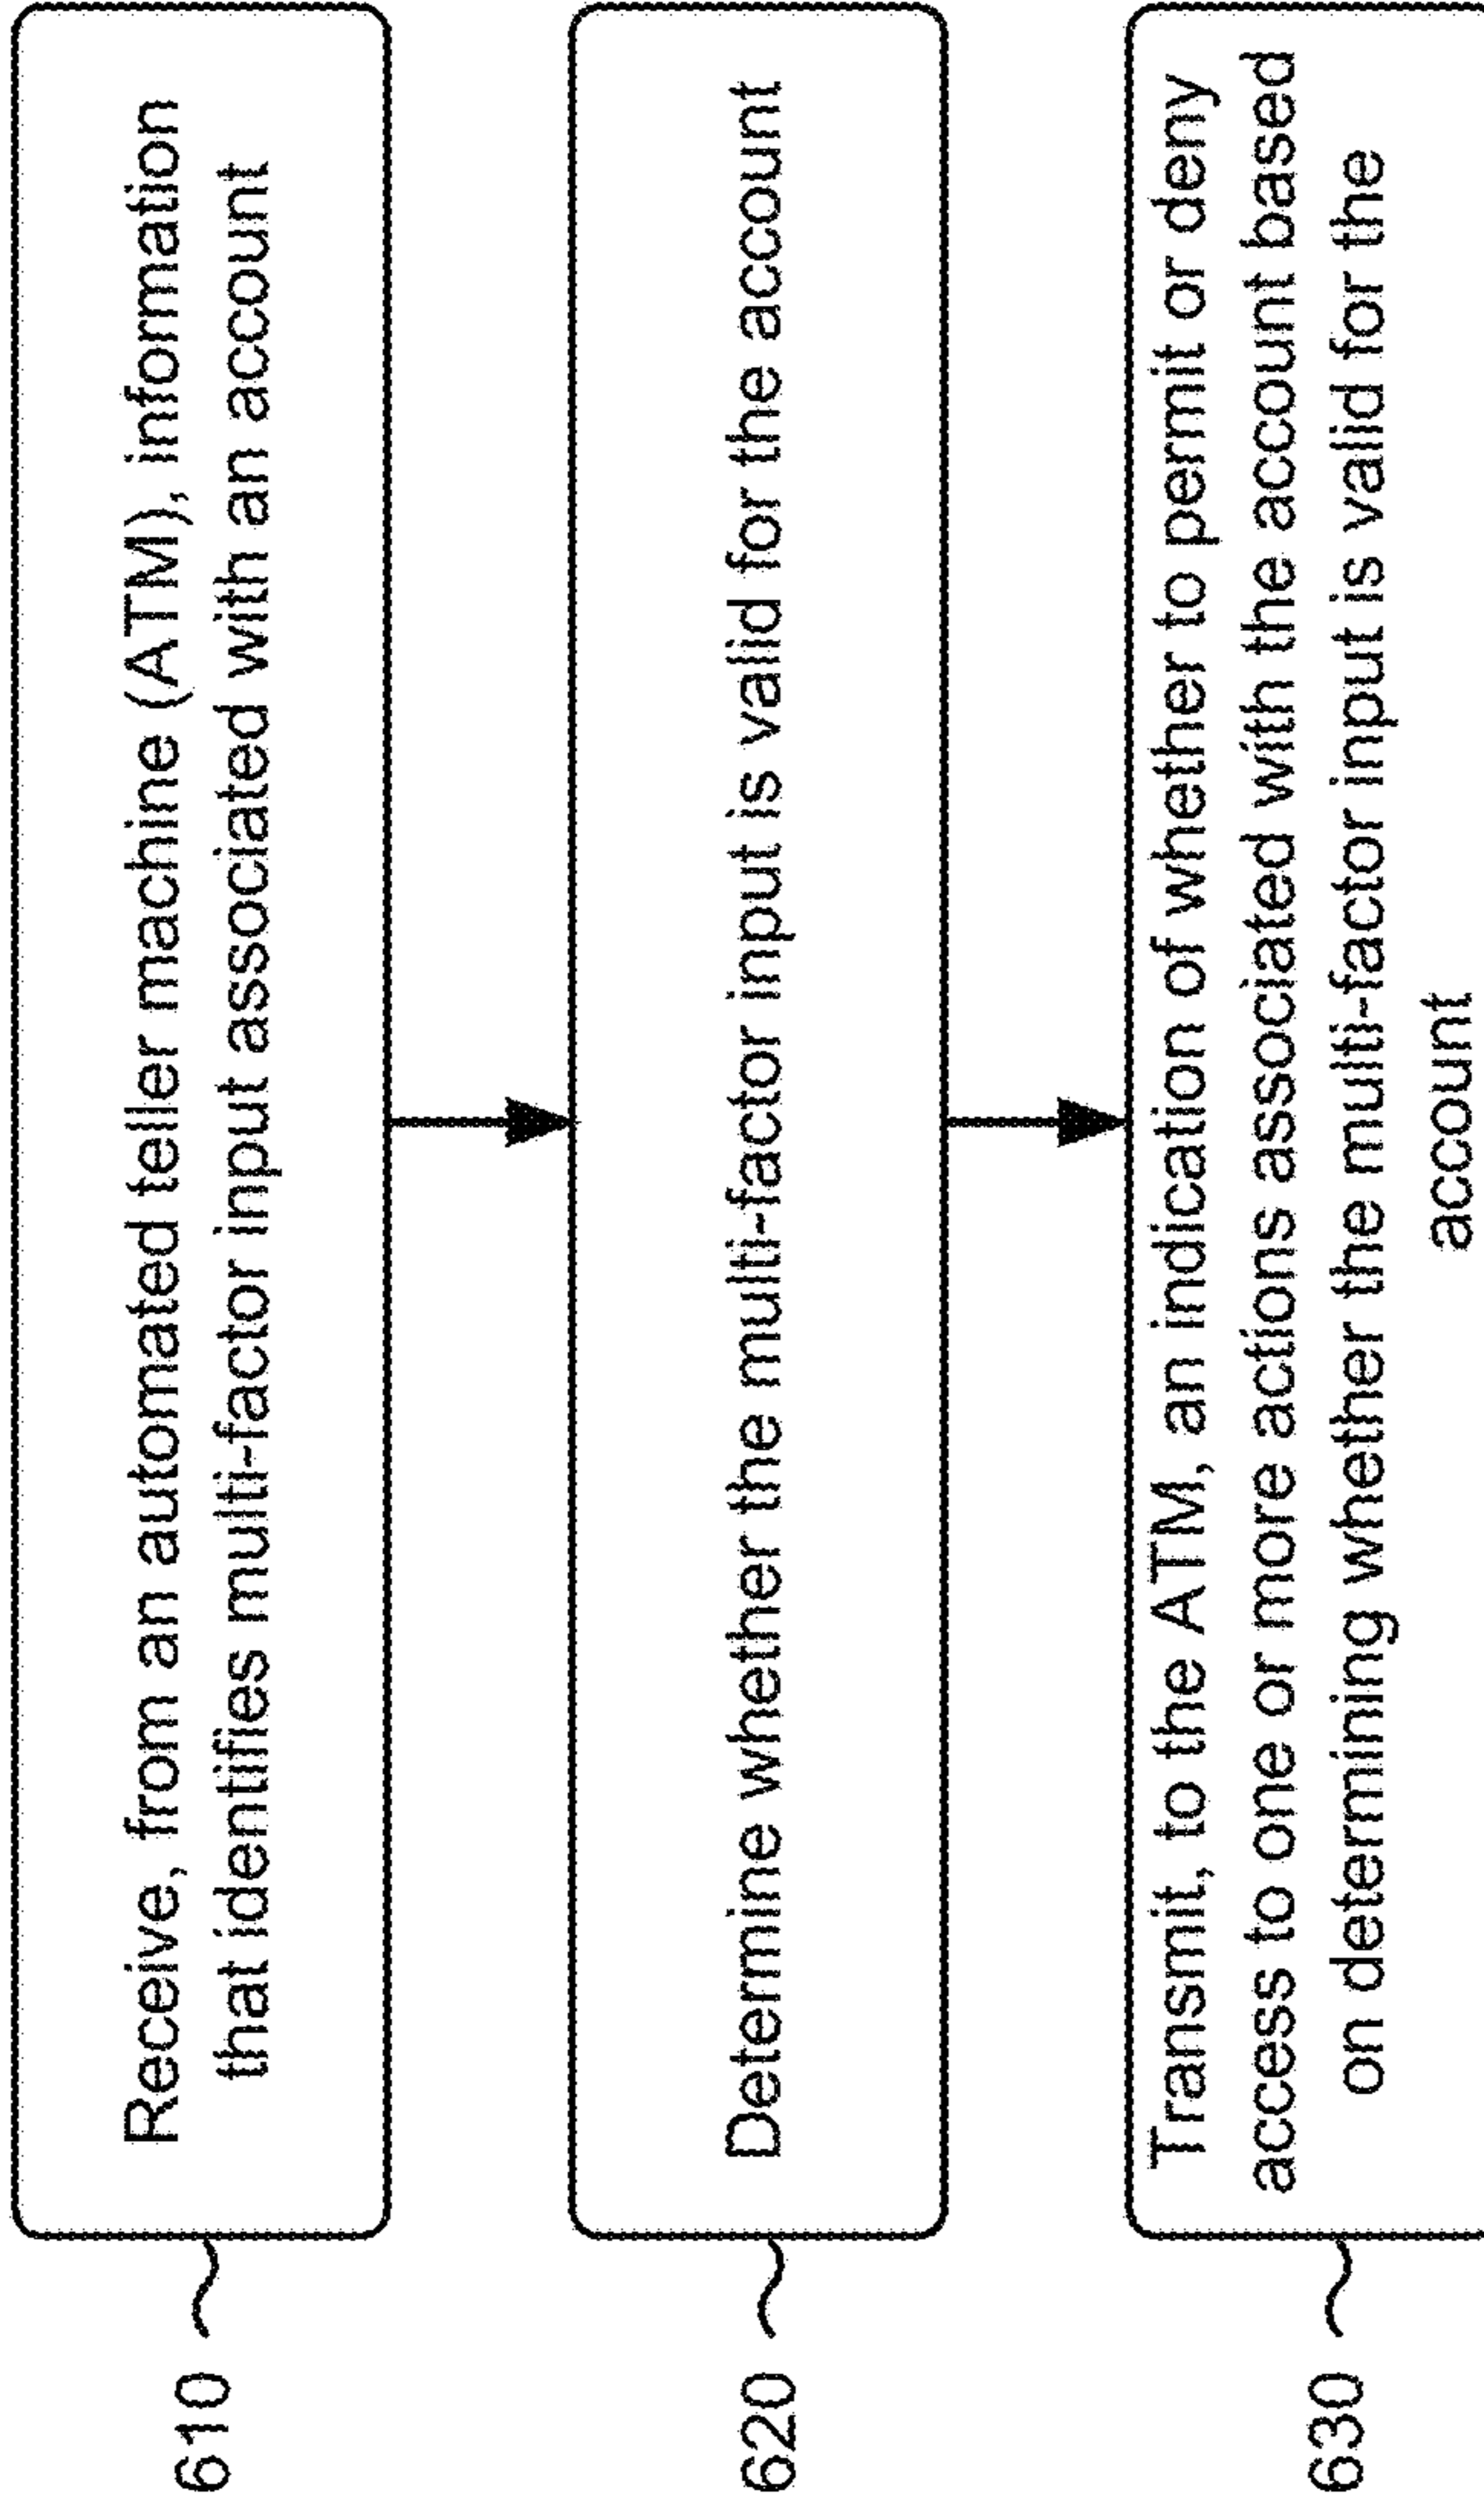 610
Receive, from an automated teller machine (ATM), information
that identifies multi-factor input associated with an account
620
Determine whether the multi-factor input is valid for the account
630
Transmit, to the ATM, an indication of whether to permit or deny
access to one or more actions associated with the account based
on determining whether the multi-factor input is valid for the
account